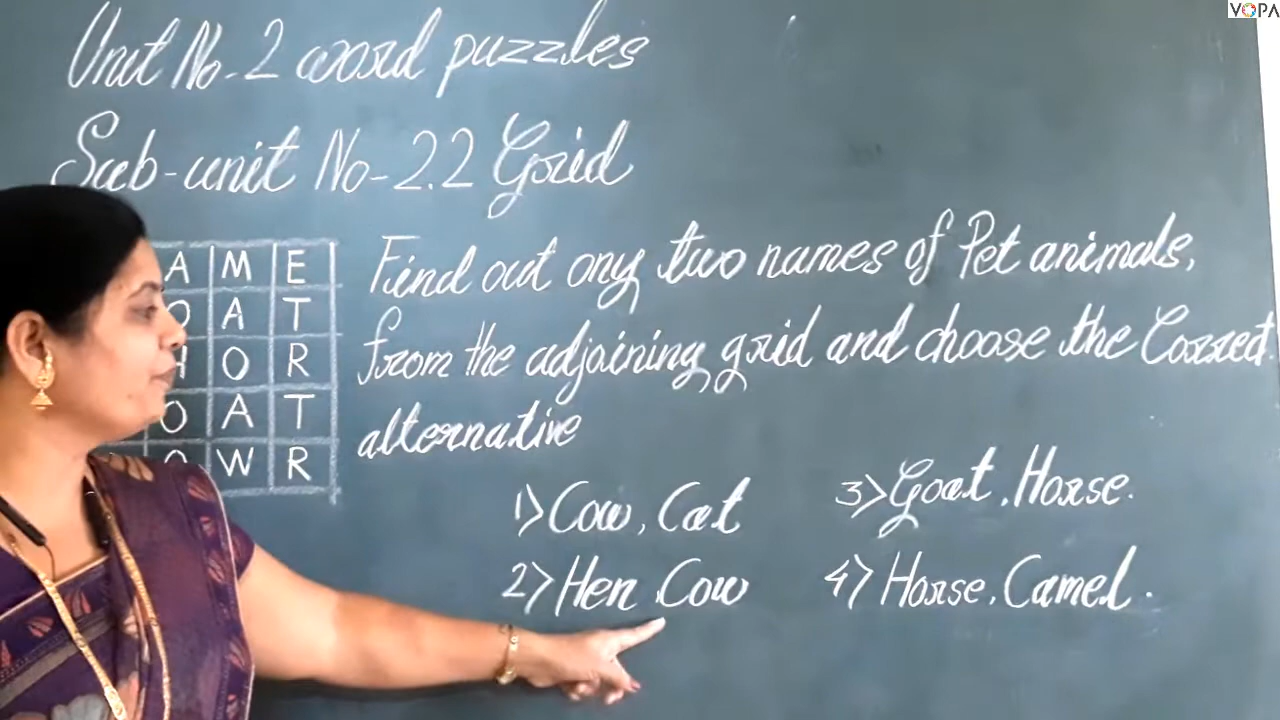 VOPA
Unit No-2 word puzzles
Sub-unit No-2.2 Grid
A M E
O A T
H O R
O A T
O W R
Find out ony two names of Pet animals,
from the adjoining grid and choose the Correct
alternative
1) Cow, Cat
2) Hen, Cow
3) Goat, Horse.
4) Horse, Camel.